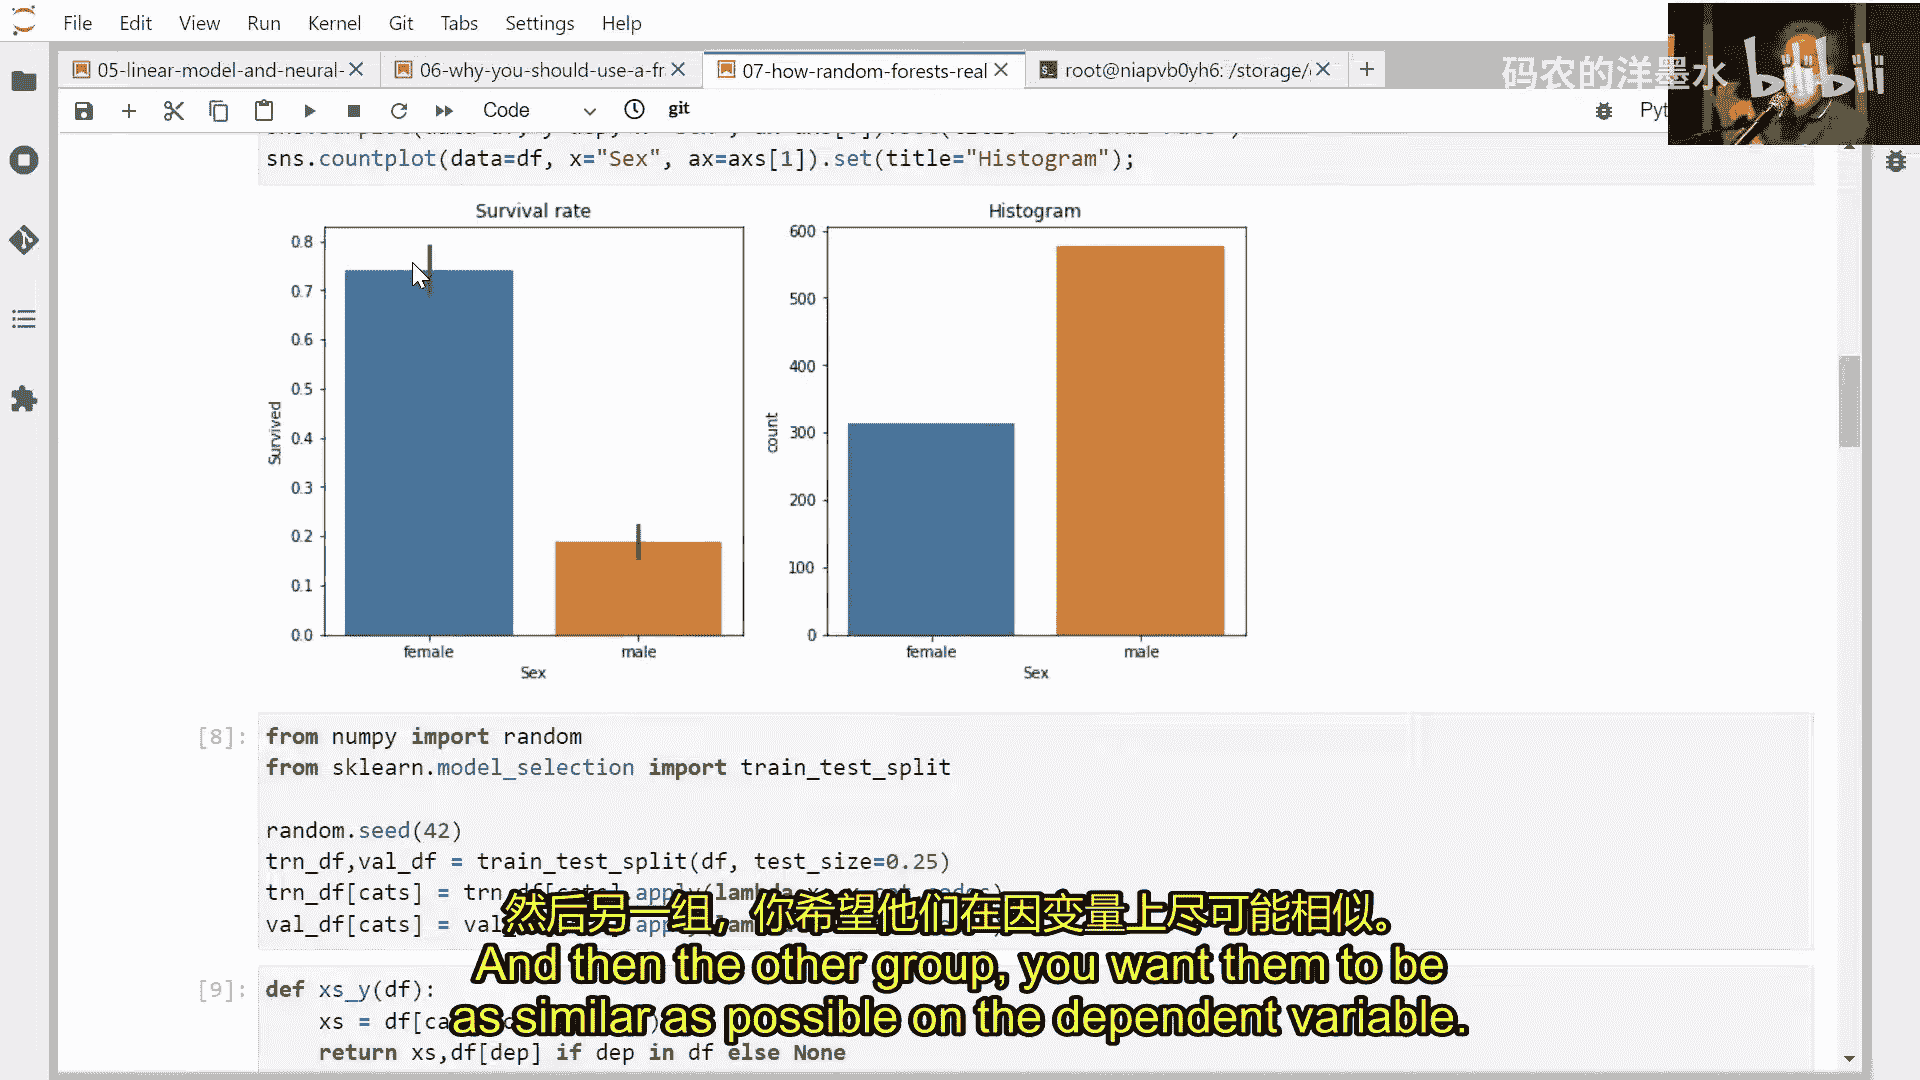 File Edit View Run Kernel Git Tabs Settings Help
05-linear-model-and-neural- 06-why-you-should-use-a-fr 07-how-random-forests-real root@niapvb0yh6: /storage/
码农的洋墨水 bilibili
Code git
sns.countplot(data=df, x="Sex", ax=axs[1]).set(title="Histogram");
Survival rate Histogram
0.8
0.7
0.6
0.5
0.4
0.3
0.2
0.1
0.0
Survived
female male
Sex
600
500
400
300
200
100
0
count
female male
Sex
[8]: from numpy import random
from sklearn.model_selection import train_test_split
random.seed(42)
trn_df,val_df = train_test_split(df, test_size=0.25)
trn_df[cats] =
val_df[cats] =
然后另一组，你希望他们在因变量上尽可能相似。
And then the other group, you want them to be
as similar as possible on the dependent variable.
[9]: def xs_y(df):
xs =
return xs,df[dep] if dep in df else None